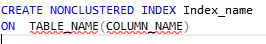 CREATE NONCLUSTERED INDEX Index_name
ON TABLE_NAME(COLUMN_NAME)